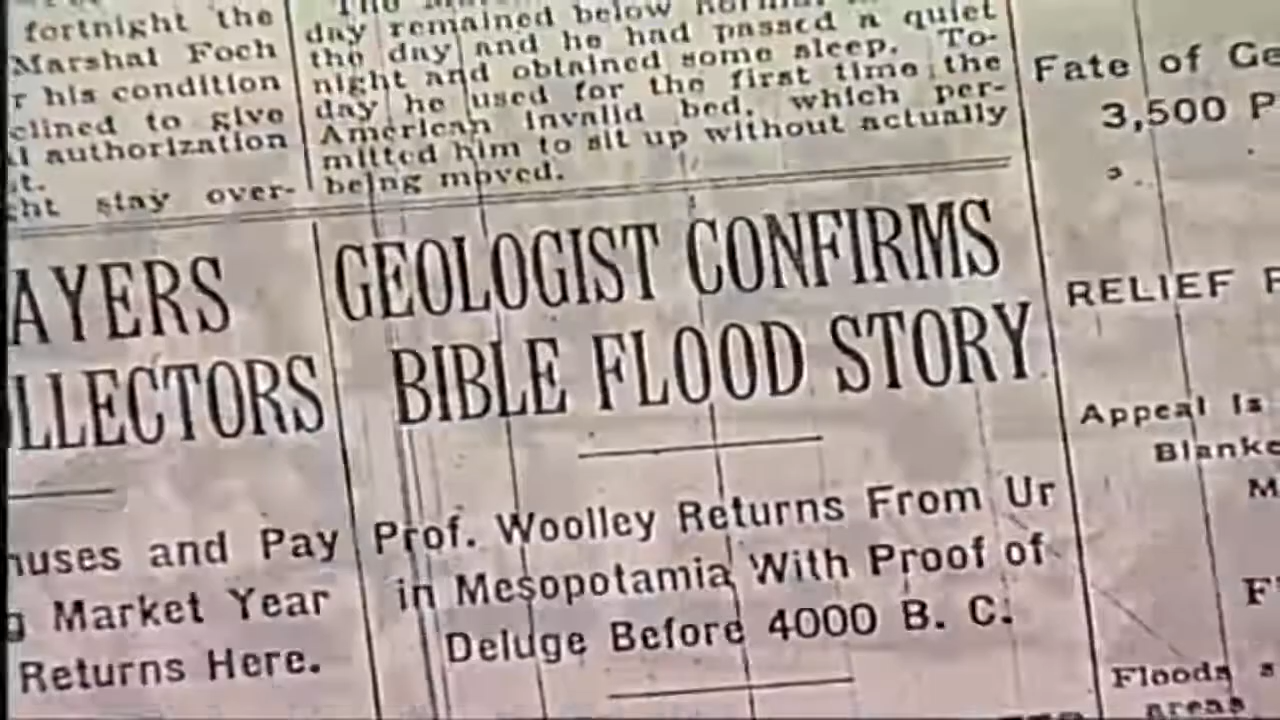 fortnight the
Marshal Foch
r his condition
clined to give
authorization
stay over-
day remained below
the day and he had passed a quiet
night and obtained some sleep. To-
day he used for the first time the
American invalid bed, which per-
mitted him to sit up without actually
being moved.
AYERS
LLECTORS
and Pay
Market Year
Returns Here.
GEOLOGIST CONFIRMS
BIBLE FLOOD STORY
Prof. Woolley Returns From Ur
in Mesopotamia With Proof of
Deluge Before 4000 B. C.
Fate of Ge
3,500 P
RELIEF F
Appeal Is
Blanke
M
F
Floods s
areas